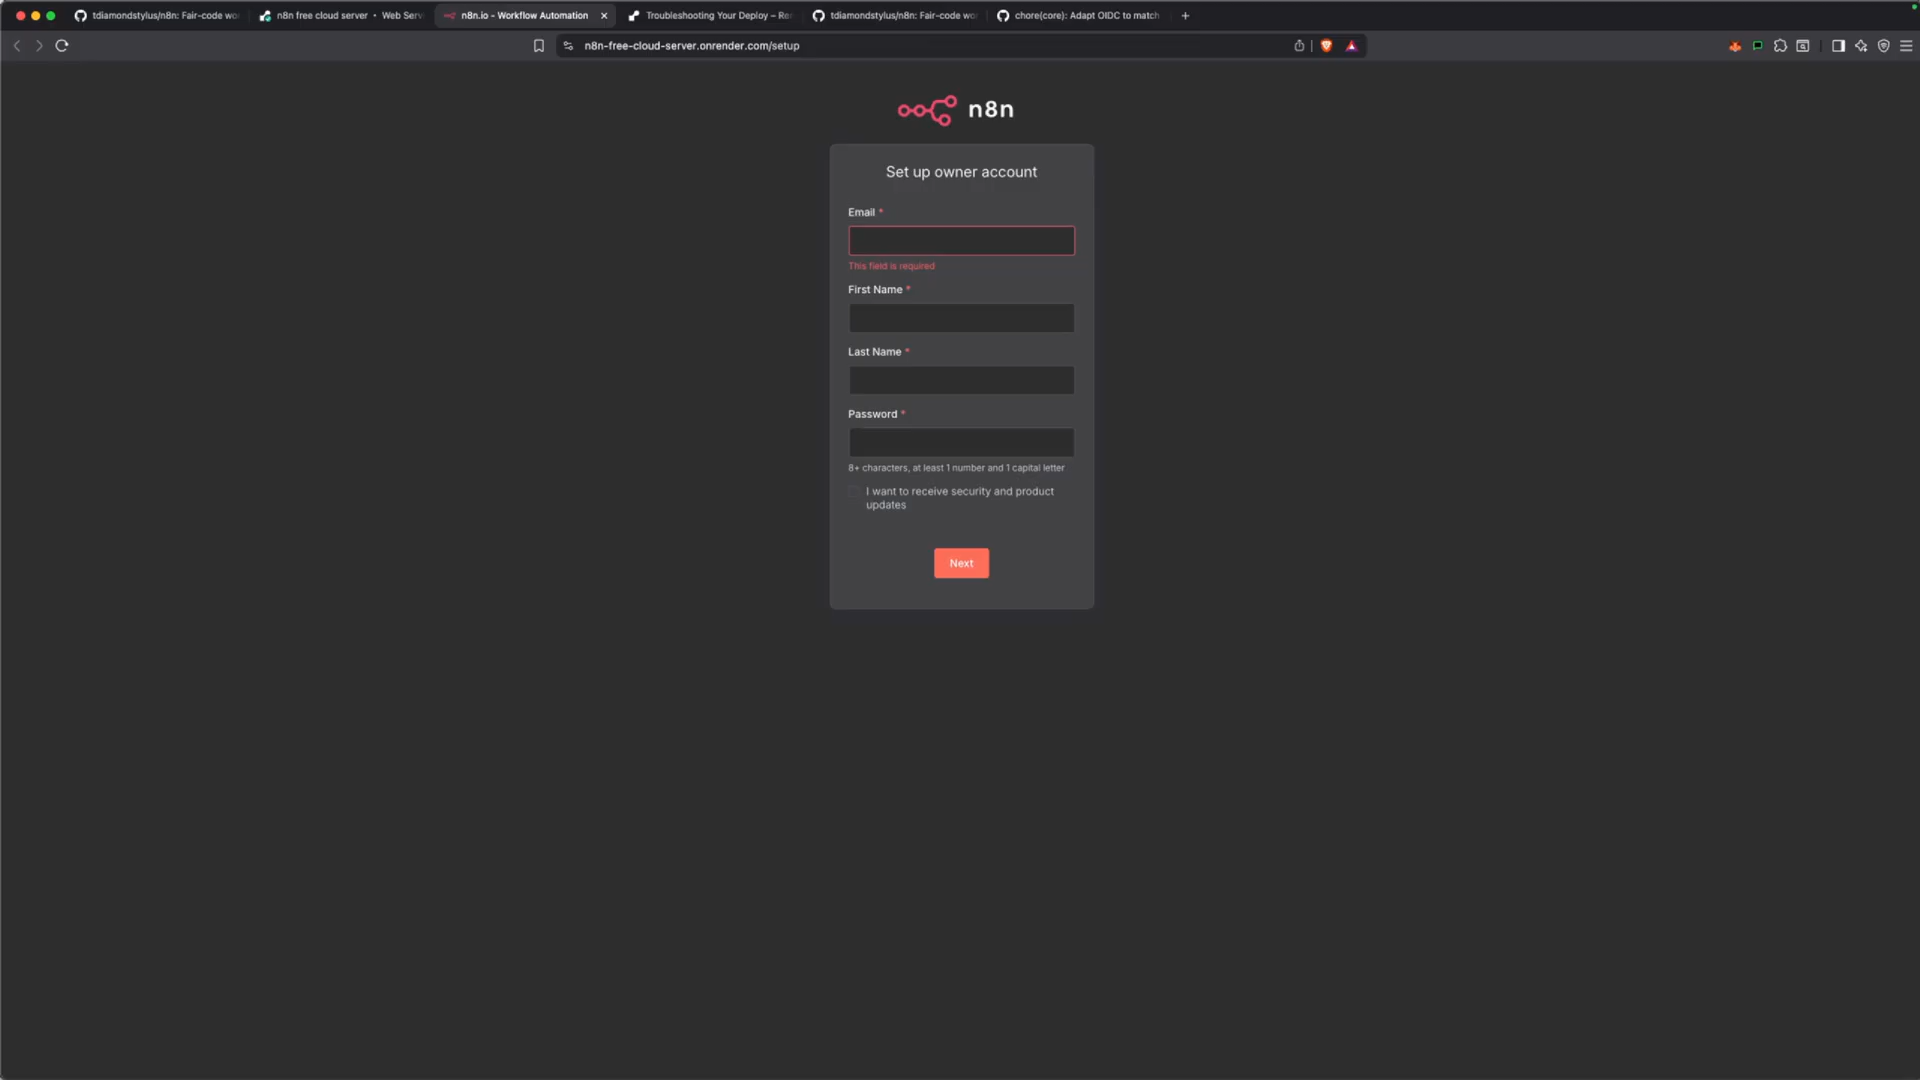 tdiamondstylus/n8n: Fair-code wo
n8n free cloud server • Web Serv
n8n.io - Workflow Automation
Troubleshooting Your Deploy – Re
tdiamondstylus/n8n: Fair-code wo
chore(core): Adapt OIDC to match
n8n-free-cloud-server.onrender.com/setup
n8n
Set up owner account
Email *
This field is required
First Name *
Last Name *
Password *
8+ characters, at least 1 number and 1 capital letter
I want to receive security and product
updates
Next